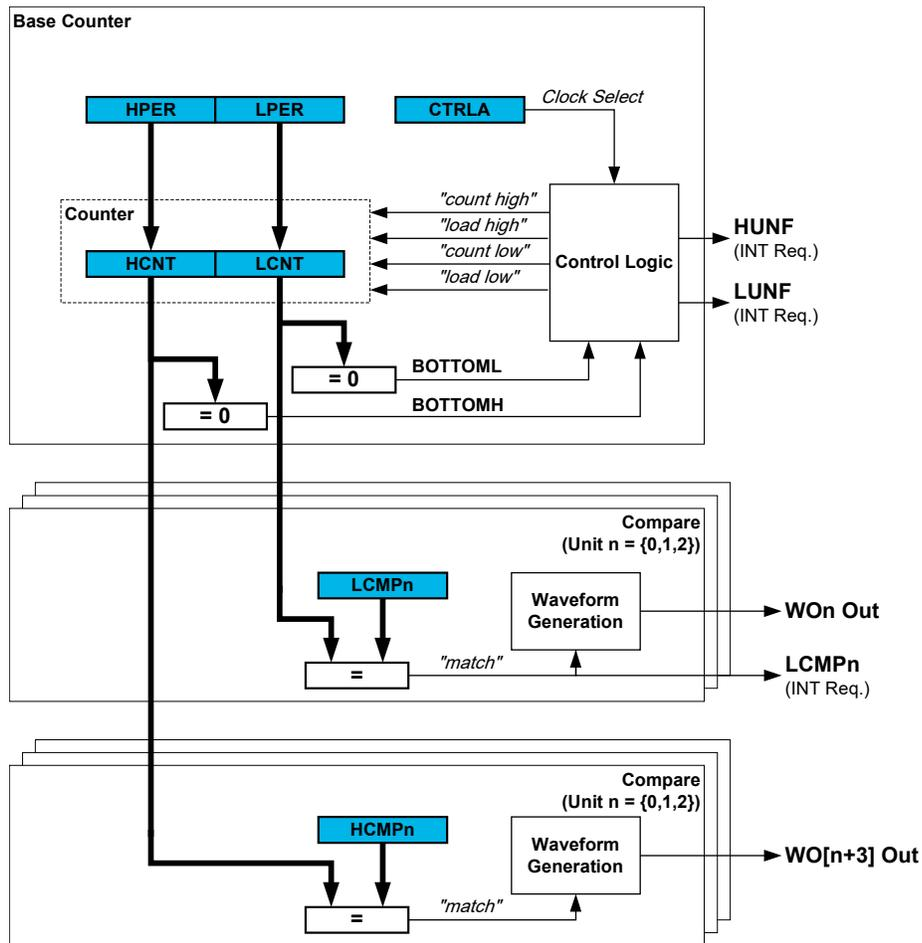 Base Counter
HPER LPER CTRLA Clock Select
"count high"
Counter "load high" HUNF
(INT Req.)
HCNT LCNT "count low" Control Logic
"load low" LUNF
(INT Req.)
= 0 BOTTOML
= 0 BOTTOMH
Compare
(Unit n = {0,1,2})
LCMPn
Waveform
Generation
WOn Out
= "match"
LCMPn
(INT Req.)
Compare
(Unit n = {0,1,2})
HCMPn
Waveform
Generation
WO[n+3] Out
= "match"